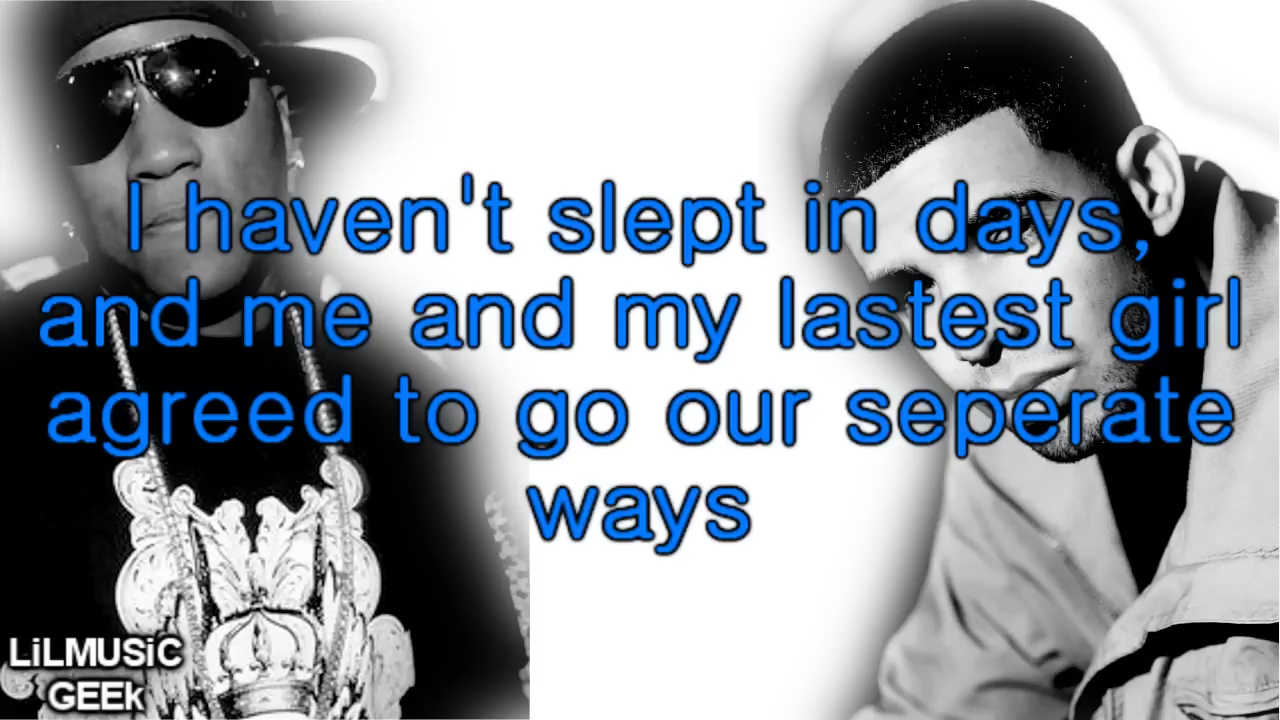 I haven't slept in days,
and me and my lastest girl
agreed to go our seperate
ways
LiLMUSiC
GEEk